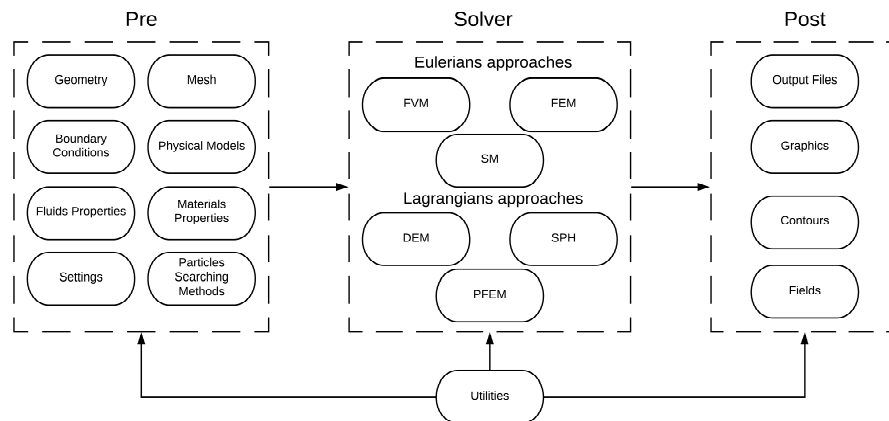 Pre
Geometry
Mesh
Boundary
Conditions
Physical Models
Fluids Properties
Materials
Properties
Settings
Particles
Searching
Methods
Solver
Eulerians approaches
FVM
FEM
SM
Lagrangians approaches
DEM
SPH
PFEM
Post
Output Files
Graphics
Contours
Fields
Utilities